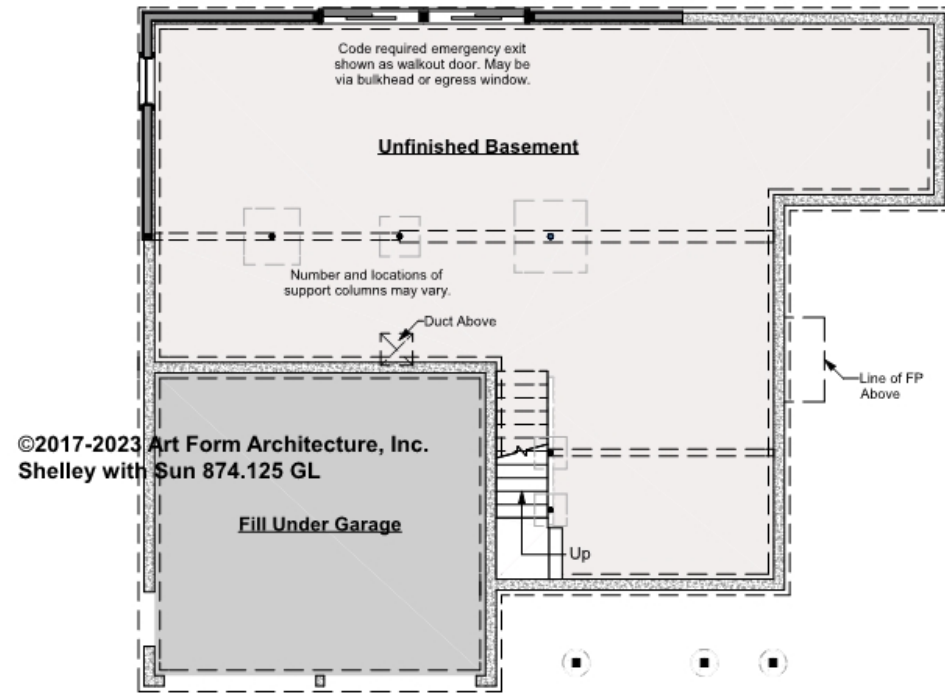 Code required emergency exit
shown as walkout door. May be
via bulkhead or egress window.
Unfinished Basement
Number and locations of
support columns may vary.
Duct Above
Line of FP
Above
©2017-2023 Art Form Architecture, Inc.
Shelley with Sun 874.125 GL
Fill Under Garage
Up